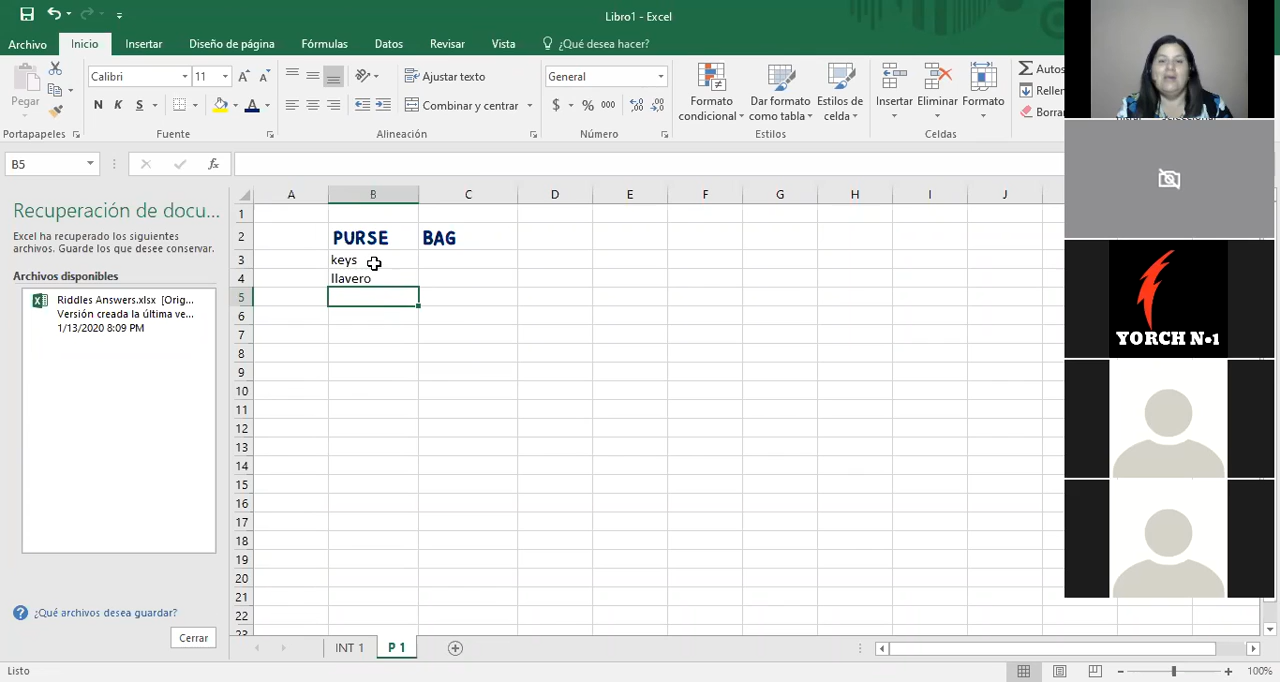 Libro1 - Excel
Archivo Inicio Insertar Diseño de página Fórmulas Datos Revisar Vista ¿Qué desea hacer?
Pegar
Calibri 11
N K S
Ajustar texto
Combinar y centrar
General
$ % 000
Formato condicional
Dar formato como tabla
Estilos de celda
Insertar Eliminar Formato
Autos
Rellen
Borra
Portapapeles Fuente Alineación Número Estilos Celdas
B5 fx
Recuperación de docu...
Excel ha recuperado los siguientes
archivos. Guarde los que desee conservar.
Archivos disponibles
Riddles Answers.xlsx [Orig...
Versión creada la última ve...
1/13/2020 8:09 PM
¿Qué archivos desea guardar?
Cerrar
A B C D E F G H I J
1
2 PURSE BAG
3 keys
4 llavero
5
6
7
8
9
10
11
12
13
14
15
16
17
18
19
20
21
22
23
YORCH N•1
INT 1 P 1
Listo 100%